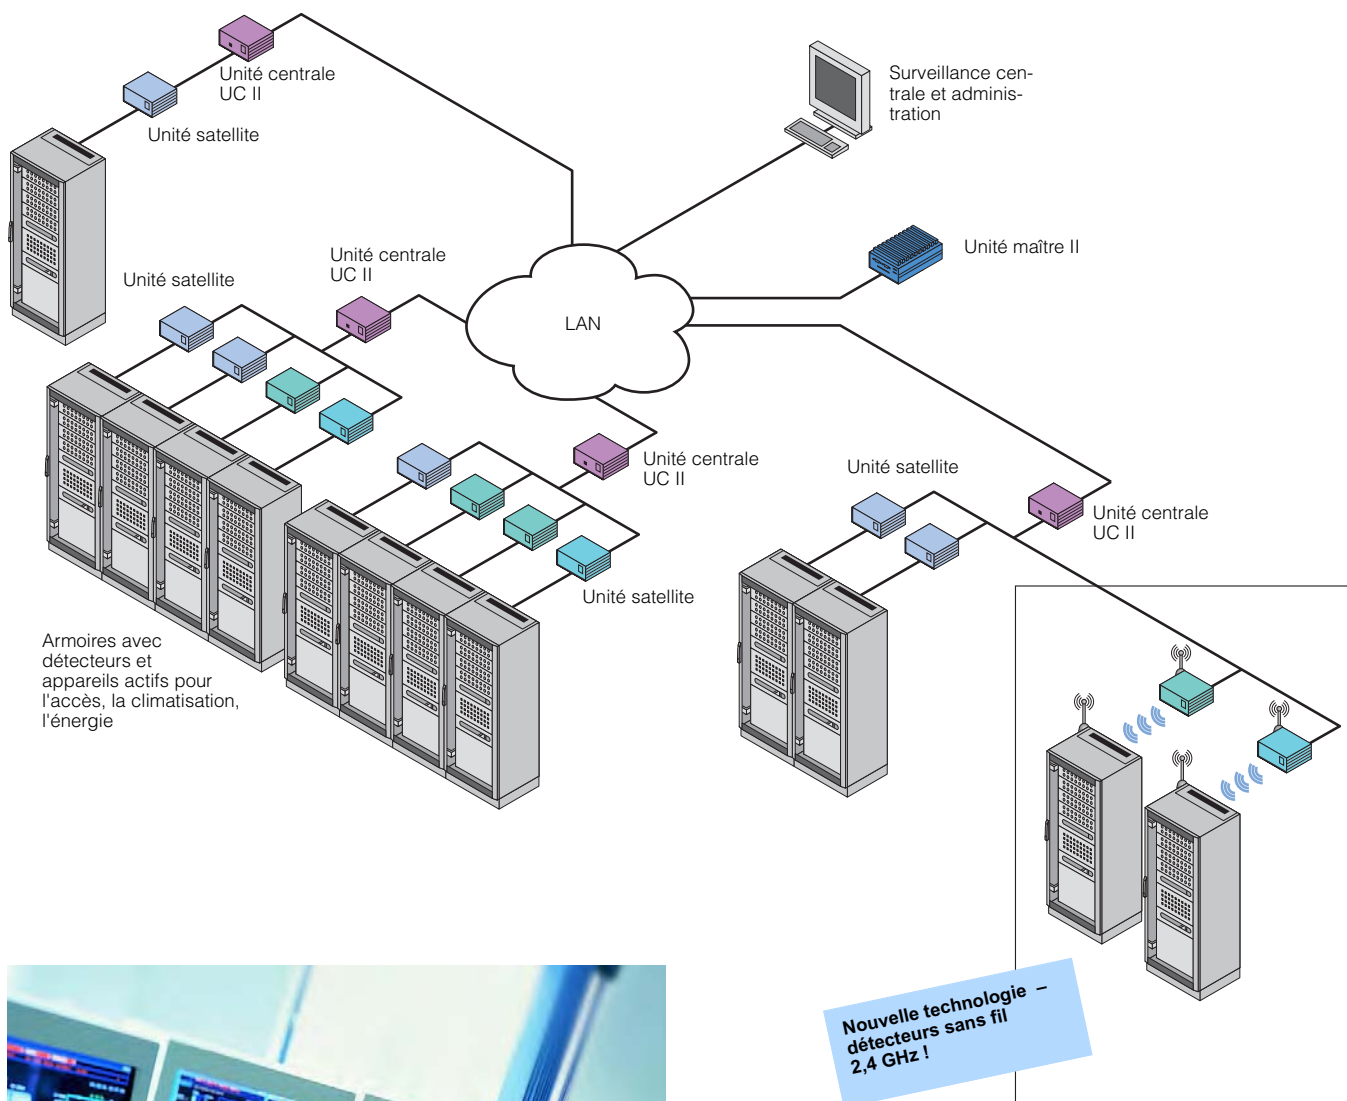 Unité centrale
UC II
Unité satellite
Surveillance cen-
trale et adminis-
tration
Unité maître II
Unité centrale
UC II
Unité satellite
LAN
Unité centrale
UC II
Unité satellite
Unité satellite
Unité centrale
UC II
Armoires avec
détecteurs et
appareils actifs pour
l'accès, la climatisation,
l'énergie
Nouvelle technologie –
détecteurs sans fil
2,4 GHz !